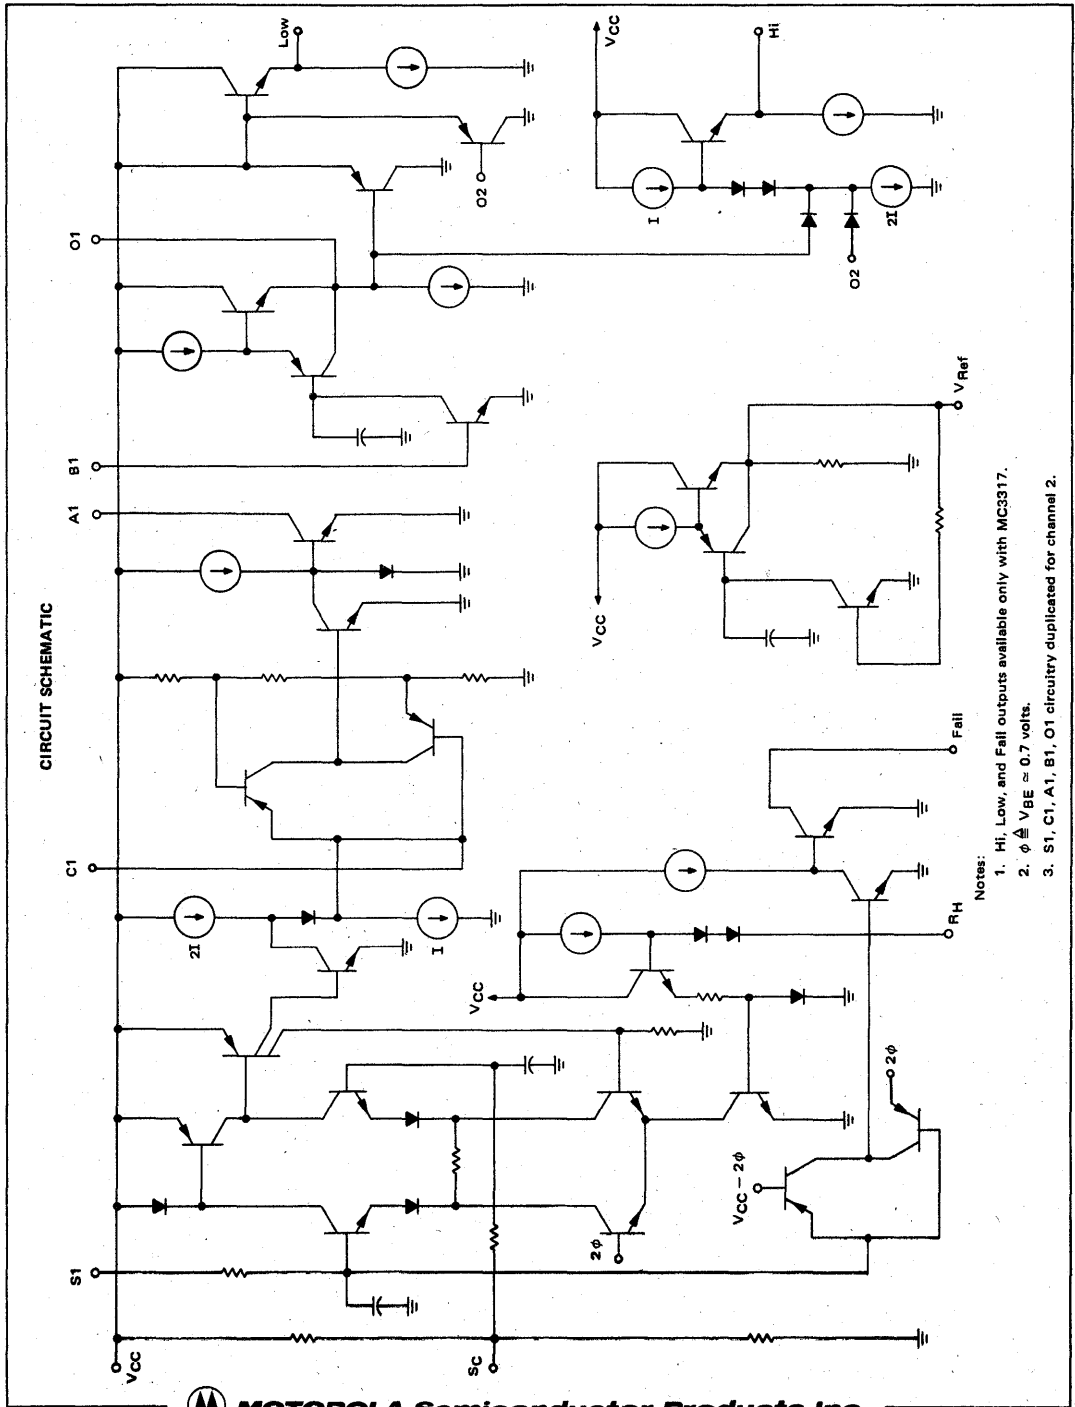 CIRCUIT SCHEMATIC
VCC
S1
C1
A1
B1
O1
Low
SC
2I
I
O2
VCC
Hi
I
2I
O2
VCC
VRef
VCC
Fail
RH
2ϕ
VCC – 2ϕ
2ϕ
Notes:
1. Hi, Low, and Fail outputs available only with MC3317.
2. ϕ ≜ VBE ≃ 0.7 volts.
3. S1, C1, A1, B1, O1 circuitry duplicated for channel 2.
MOTOROLA Semiconductor Products Inc.